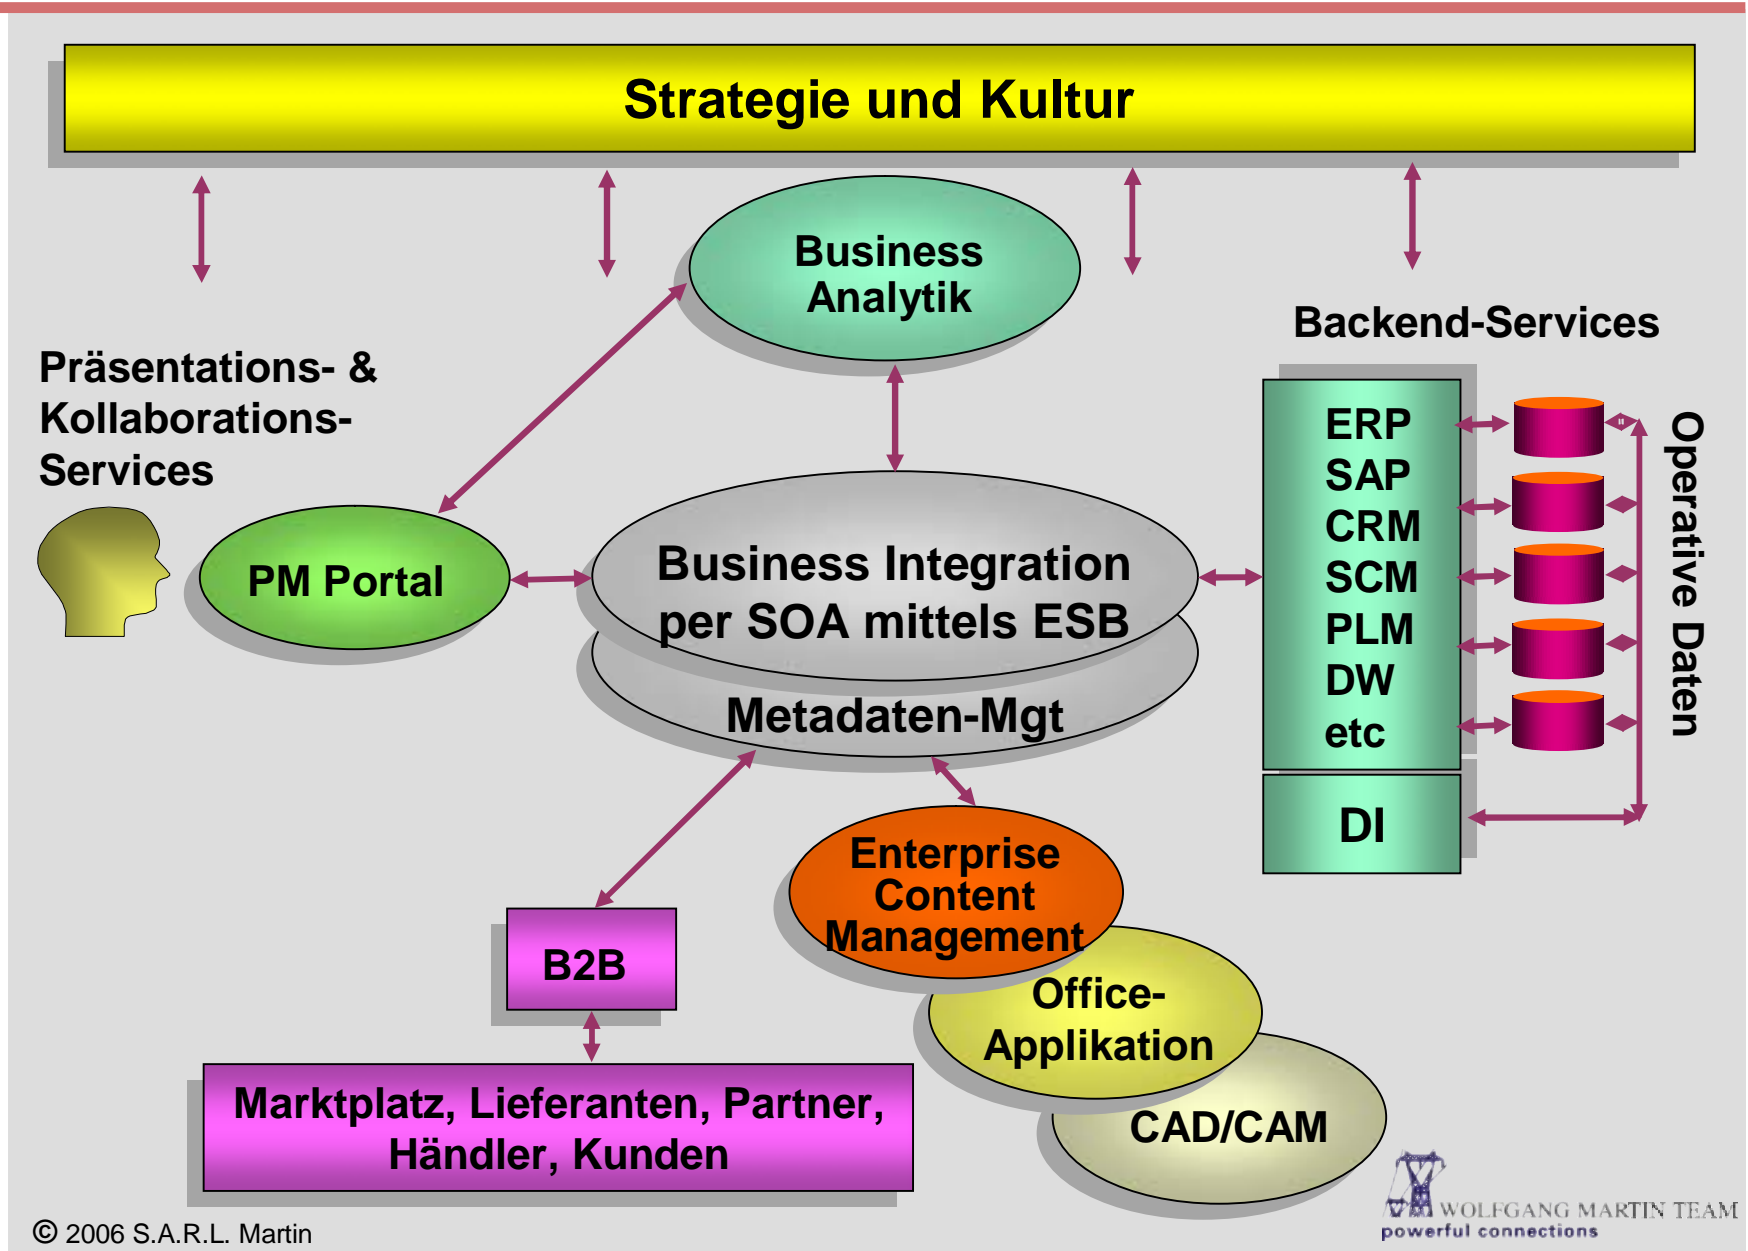 Strategie und Kultur
Business
Analytik
Backend-Services
Präsentations- &
Kollaborations-
Services
PM Portal
Business Integration
per SOA mittels ESB
Metadaten-Mgt
ERP
SAP
CRM
SCM
PLM
DW
etc
DI
Operative Daten
Enterprise
Content
Management
Office-
Applikation
CAD/CAM
B2B
Marktplatz, Lieferanten, Partner,
Händler, Kunden
© 2006 S.A.R.L. Martin
WOLFGANG MARTIN TEAM
powerful connections